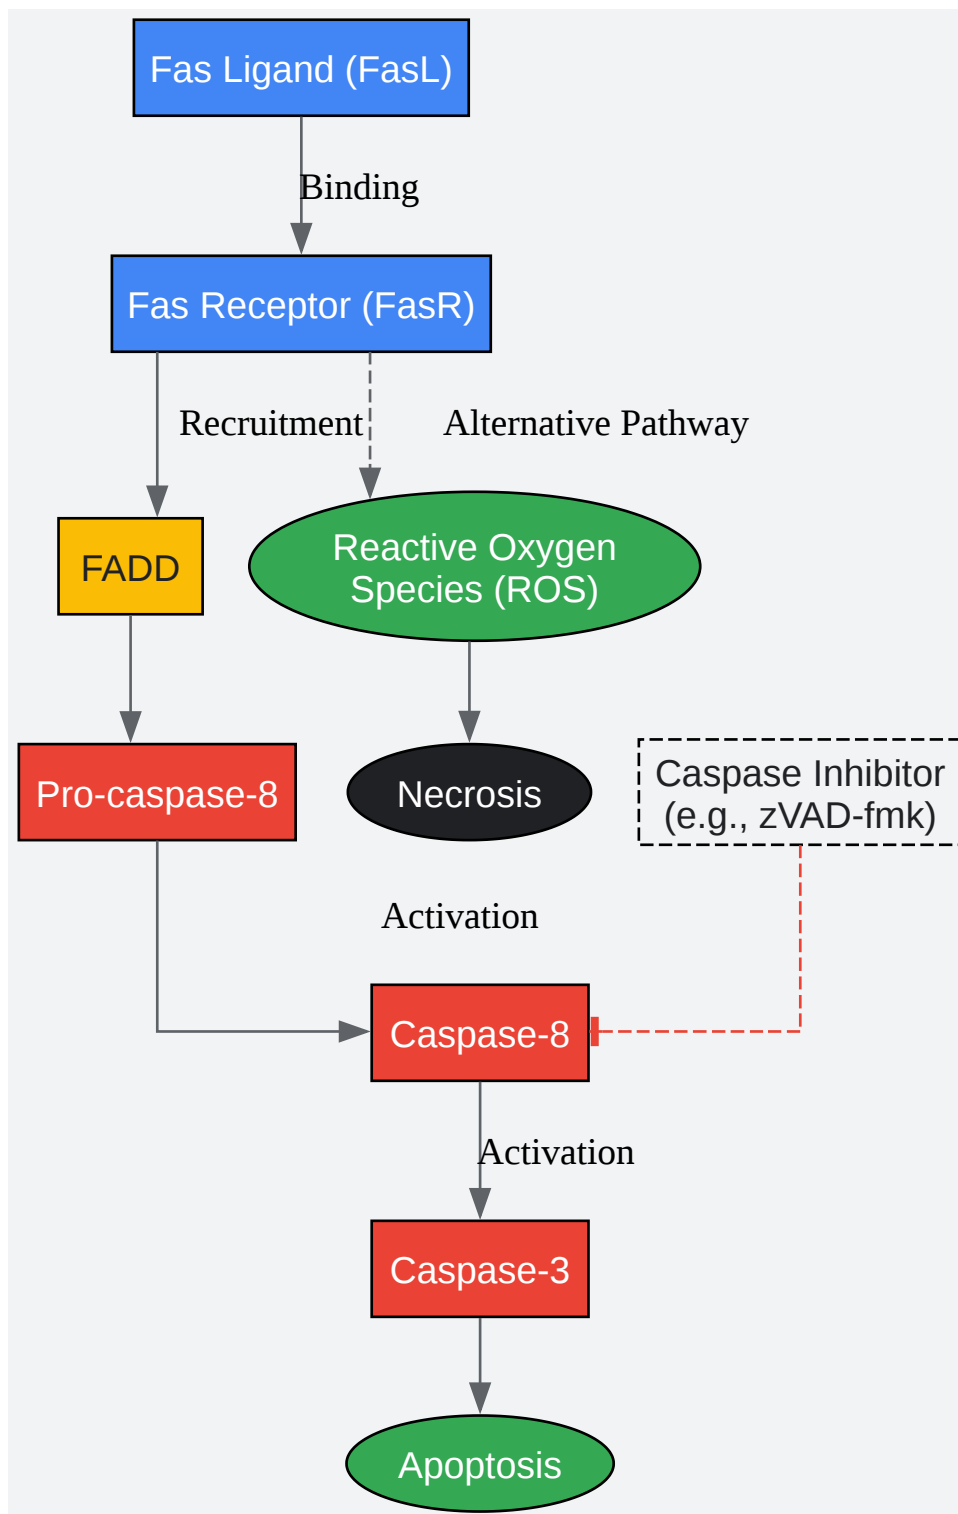 Fas Ligand (FasL)
Binding
Fas Receptor (FasR)
Recruitment
Alternative Pathway
FADD
Reactive Oxygen
Species (ROS)
Pro-caspase-8
Necrosis
Caspase Inhibitor
(e.g., zVAD-fmk)
Activation
Caspase-8
Activation
Caspase-3
Apoptosis